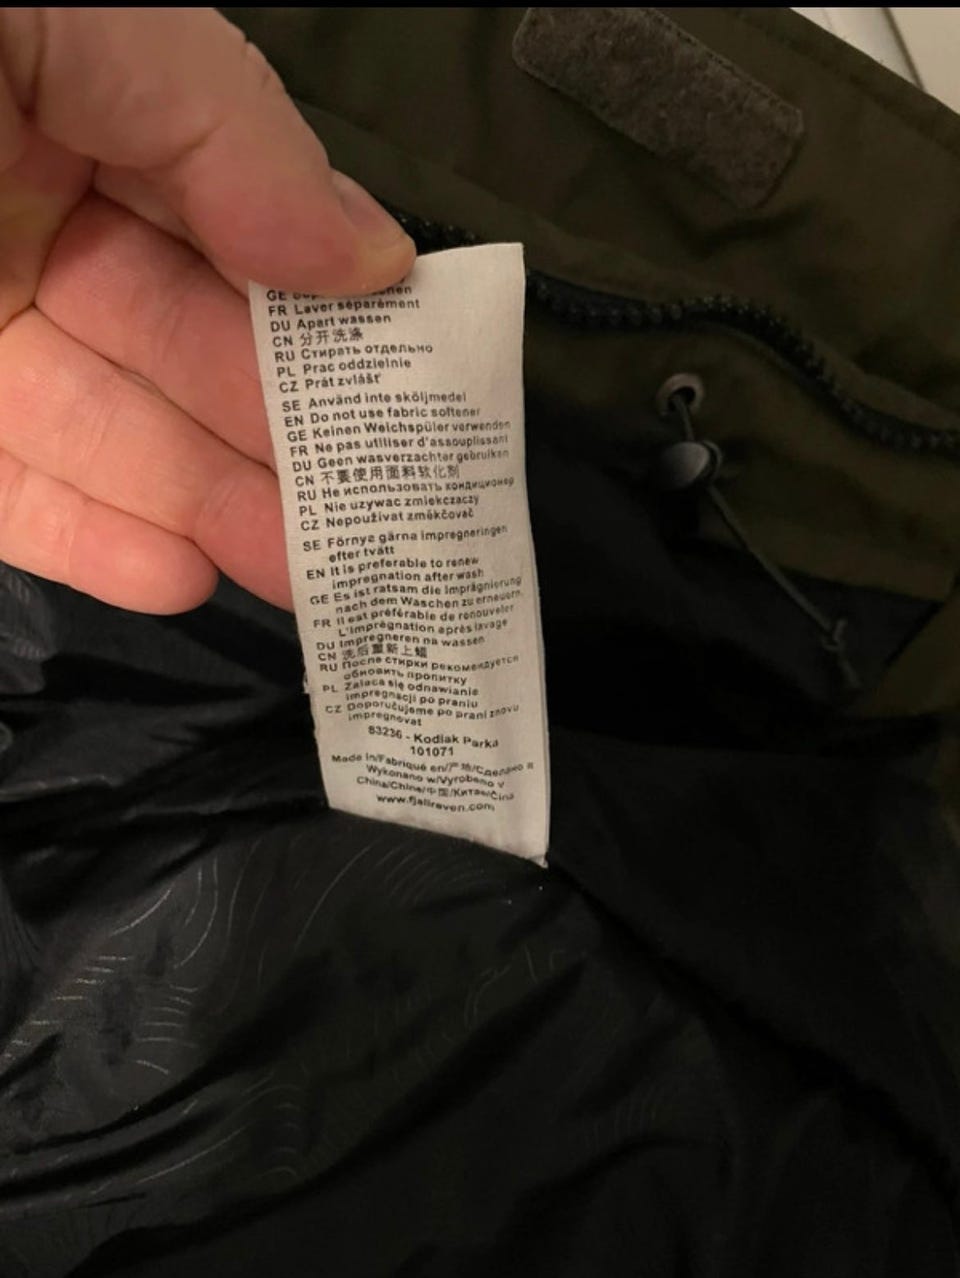 GE
FR Laver séparément
DU Apart wassen
CN 分开洗涤
RU Стирать отдельно
PL Prac oddzielnie
CZ Prát zvlášť
SE Använd inte sköljmedel
EN Do not use fabric softener
GE Keinen Weichspüler verwenden
FR Ne pas utiliser d'assouplissant
DU Geen wasverzachter gebruiken
CN 不要使用面料软化剂
RU Не использовать кондиционер
PL Nie uzywac zmiekczaczy
CZ Nepoužívat změkčovač
SE Förnya gärna impregneringen
efter tvätt
EN It is preferable to renew
impregnation after wash
GE Es ist ratsam die Imprägnierung
nach dem Waschen zu erneuern
FR Il est préférable de renouveler
L'imprégnation après lavage
DU Impregneren na wassen
CN 洗后重新上蜡
RU После стирки рекомендуется
обновить пропитку
PL Zaleca się odnawianie
impregnacji po praniu
CZ Doporučujeme po praní znovu
impregnovat
83236 - Kodiak Parka
101071
Made in/Fabriqué en/产地/Сделано в
Wykonano w/Vyrobeno v
China/Chine/中国/Китае/Čína
www.fjallraven.com